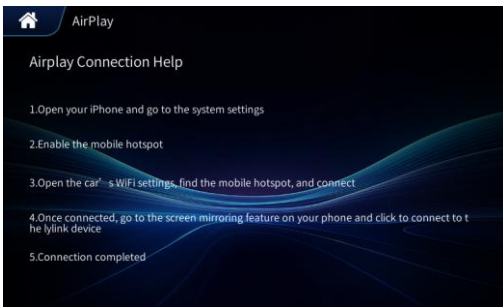 AirPlay
Airplay Connection Help
1.Open your iPhone and go to the system settings
2.Enable the mobile hotspot
3.Open the car’s WiFi settings, find the mobile hotspot, and connect
4.Once connected, go to the screen mirroring feature on your phone and click to connect to t
he lylink device
5.Connection completed